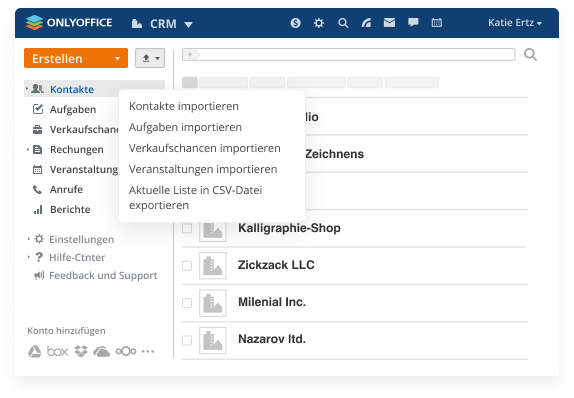 ONLYOFFICE CRM Katie Ertz
Erstellen
Kontakte
Aufgaben
Verkaufschan
Rechungen
Veranstaltung
Anrufe
Berichte
Einstellungen
Hilfe-Ctnter
Feedback und Support
Konto hinzufügen
box
Kontakte importieren
Aufgaben importieren
Verkaufschancen importieren
Veranstaltungen importieren
Aktuelle Liste in CSV-Datei
exportieren
lio
Zeichnens
Kalligraphie-Shop
Zickzack LLC
Milenial Inc.
Nazarov ltd.